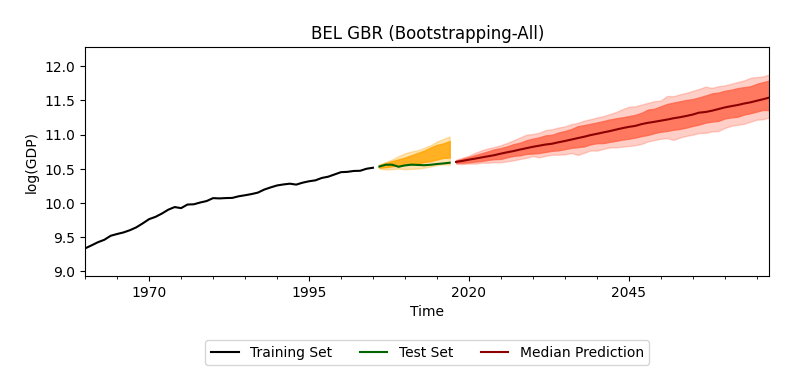 BEL GBR (Bootstrapping-All)
12.0
11.5
11.0
10.5
10.0
9.5
9.0
log(GDP)
1970 1995 2020 2045
Time
Training Set Test Set Median Prediction